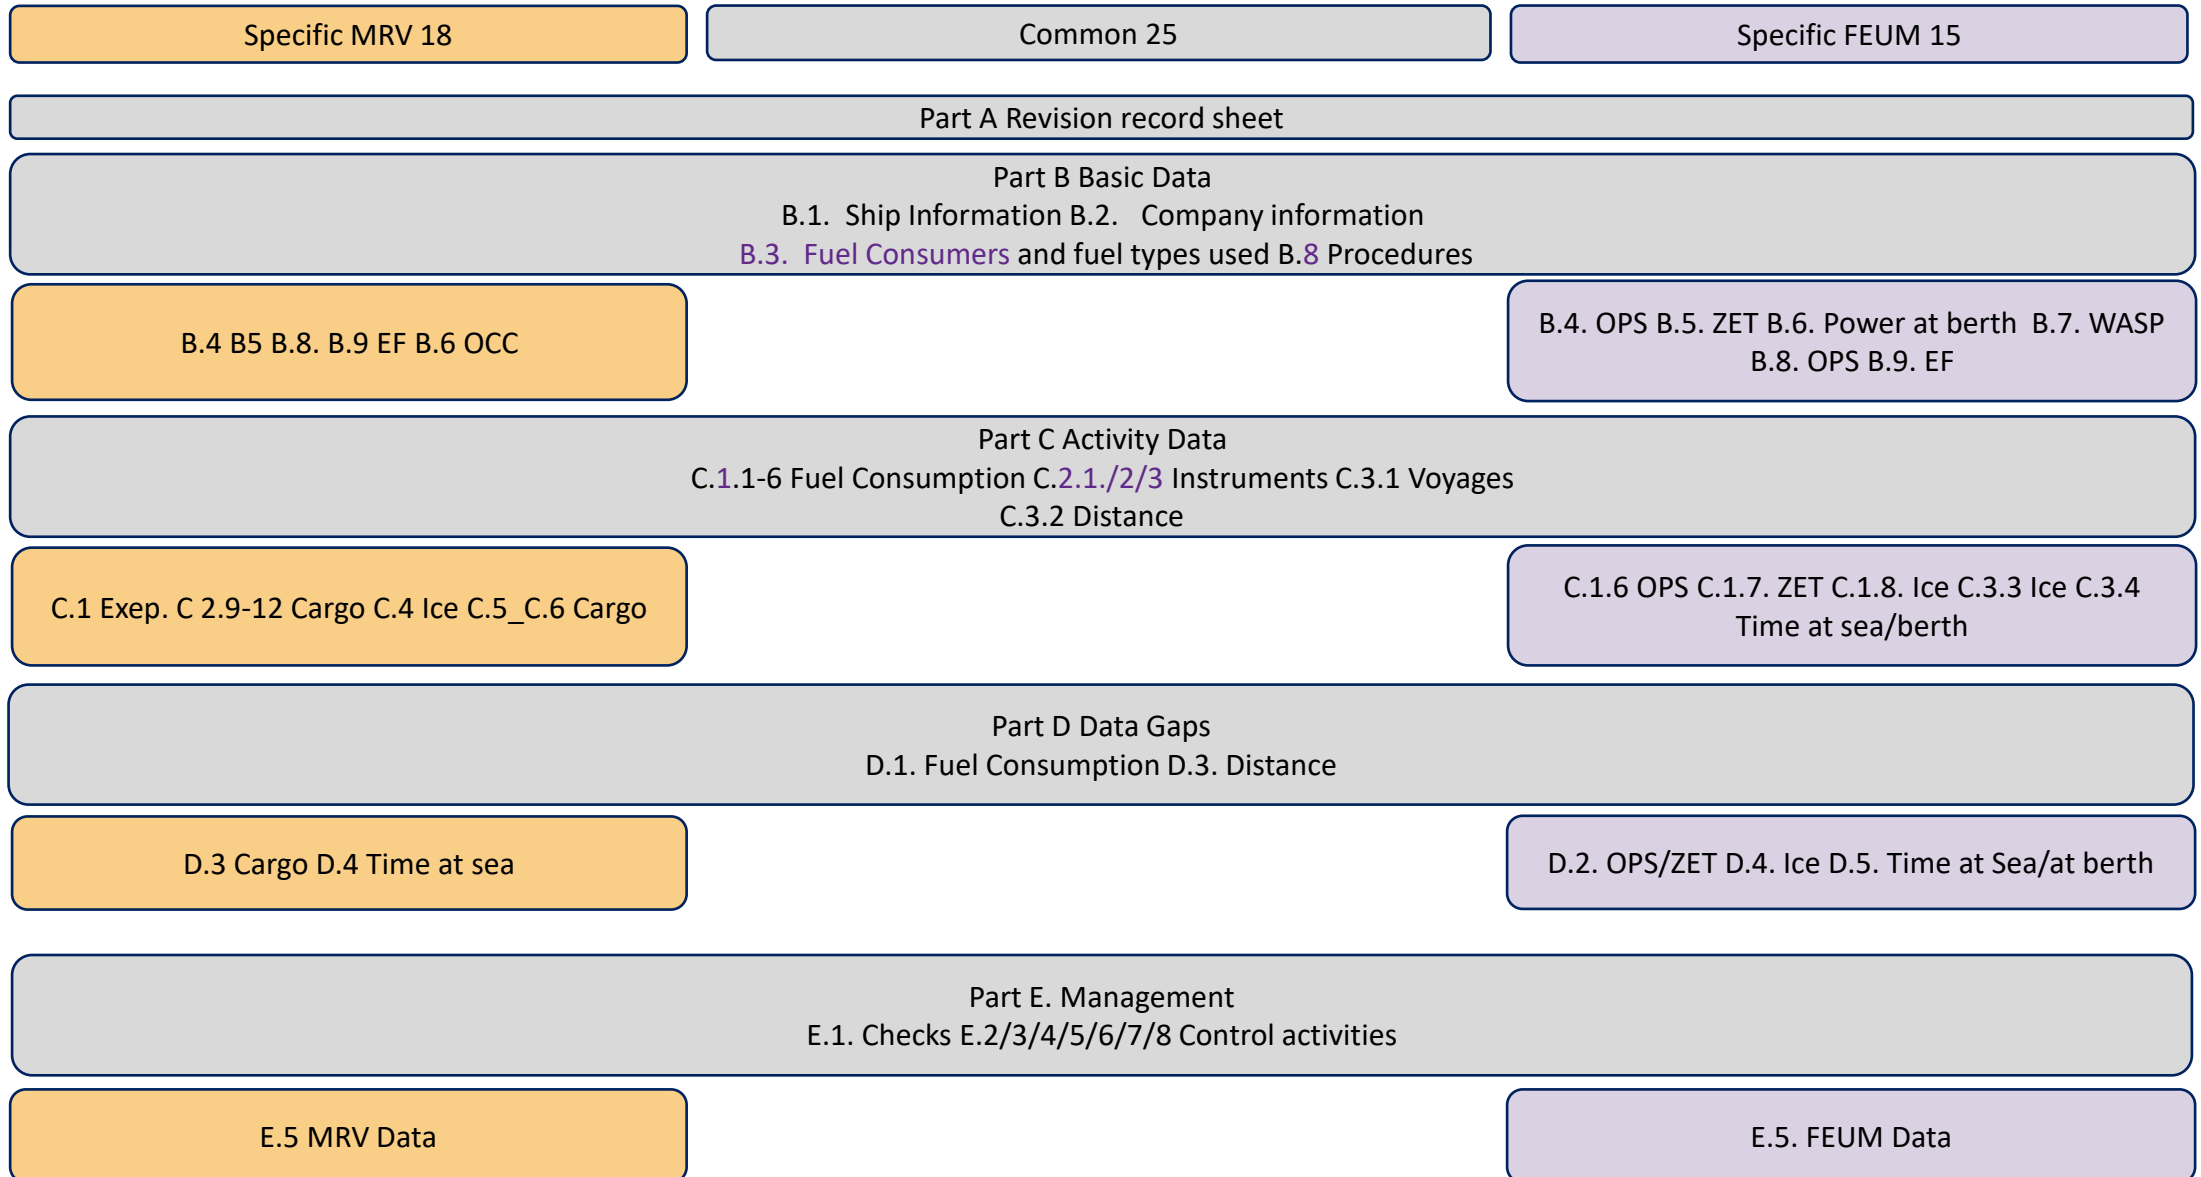 Specific MRV 18
Common 25
Specific FEUM 15
Part A Revision record sheet
Part B Basic Data
B.1.  Ship Information B.2.   Company information
B.3.  Fuel Consumers and fuel types used B.8 Procedures
B.4 B5 B.8. B.9 EF B.6 OCC
B.4. OPS B.5. ZET B.6. Power at berth  B.7. WASP
B.8. OPS B.9. EF
Part C Activity Data
C.1.1-6 Fuel Consumption C.2.1./2/3 Instruments C.3.1 Voyages
C.3.2 Distance
C.1 Exep. C 2.9-12 Cargo C.4 Ice C.5_C.6 Cargo
C.1.6 OPS C.1.7. ZET C.1.8. Ice C.3.3 Ice C.3.4
Time at sea/berth
Part D Data Gaps
D.1. Fuel Consumption D.3. Distance
D.3 Cargo D.4 Time at sea
D.2. OPS/ZET D.4. Ice D.5. Time at Sea/at berth
Part E. Management
E.1. Checks E.2/3/4/5/6/7/8 Control activities
E.5 MRV Data
E.5. FEUM Data